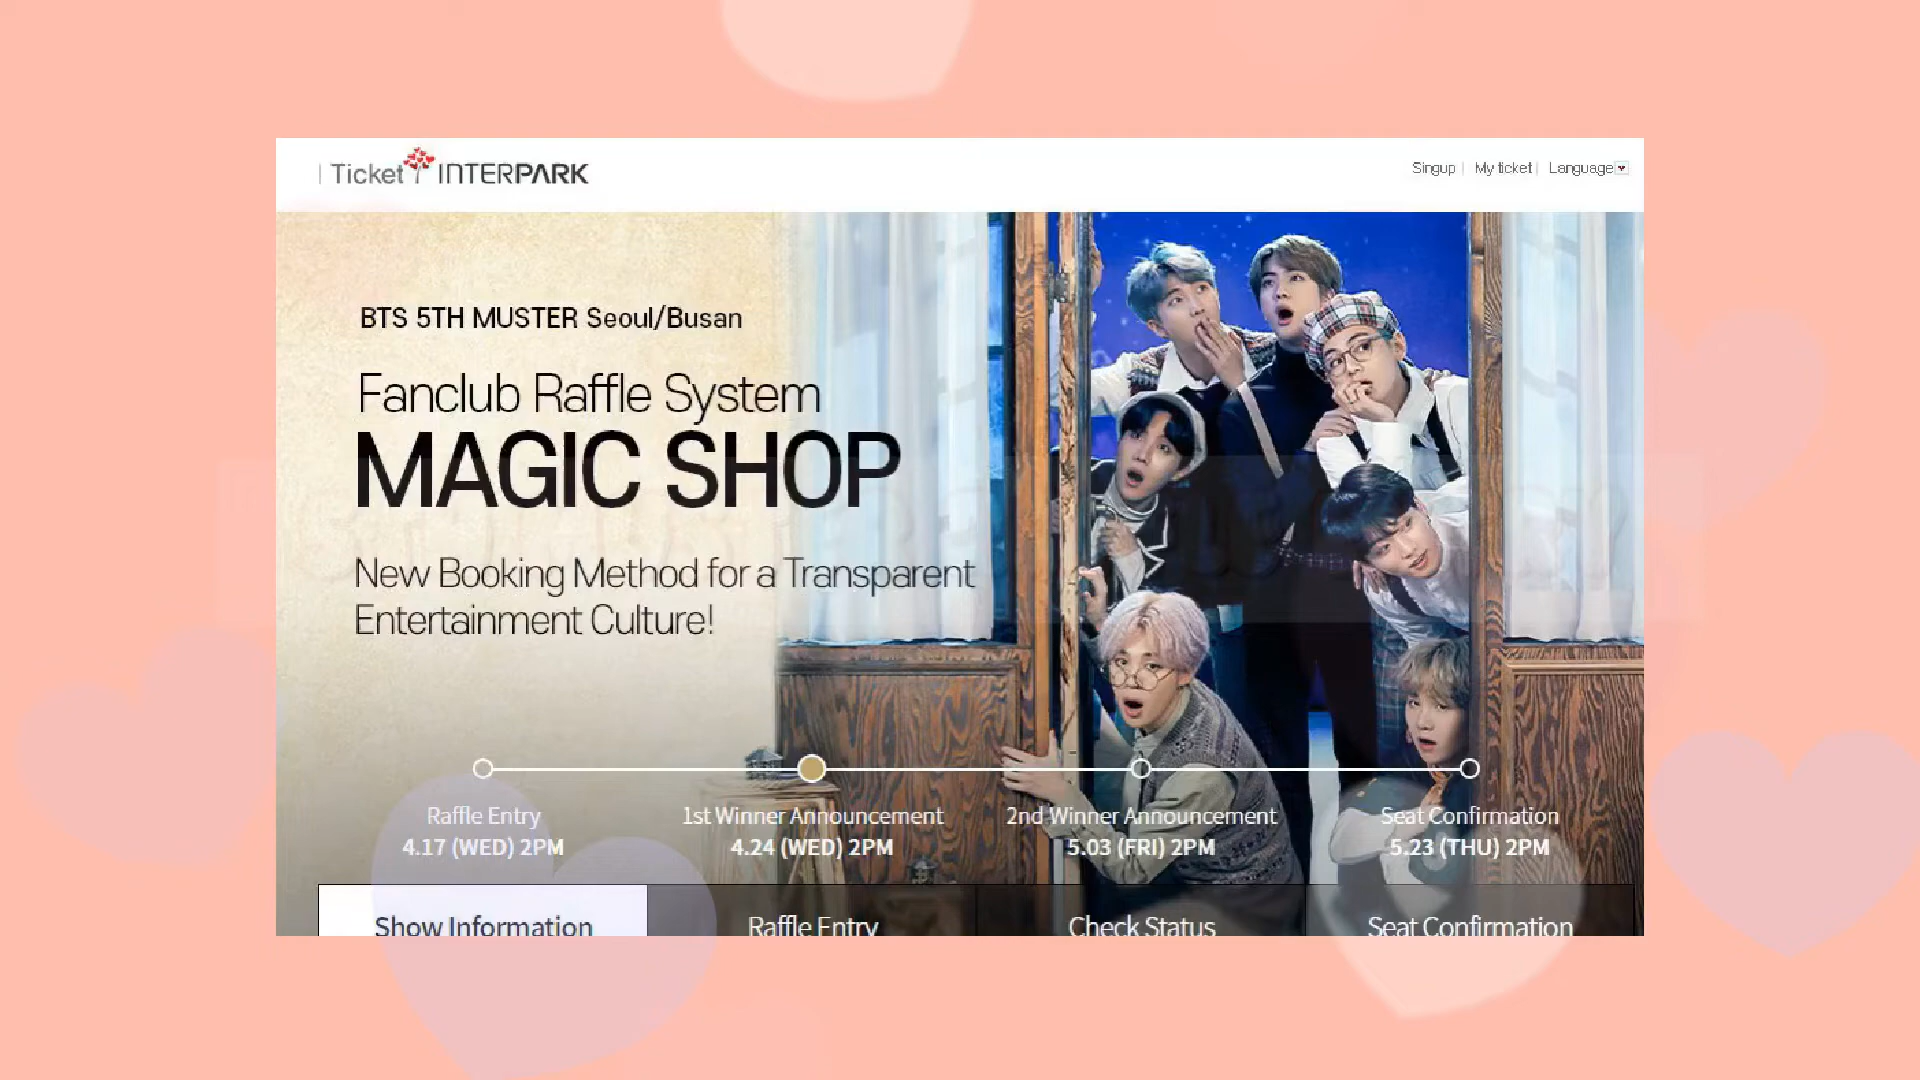 Ticket INTERPARK
Singup | My ticket | Language
BTS 5TH MUSTER Seoul/Busan
Fanclub Raffle System
MAGIC SHOP
New Booking Method for a Transparent
Entertainment Culture!
Raffle Entry
4.17 (WED) 2PM
1st Winner Announcement
4.24 (WED) 2PM
2nd Winner Announcement
5.03 (FRI) 2PM
Seat Confirmation
5.23 (THU) 2PM
Show Information
Raffle Entry
Check Status
Seat Confirmation